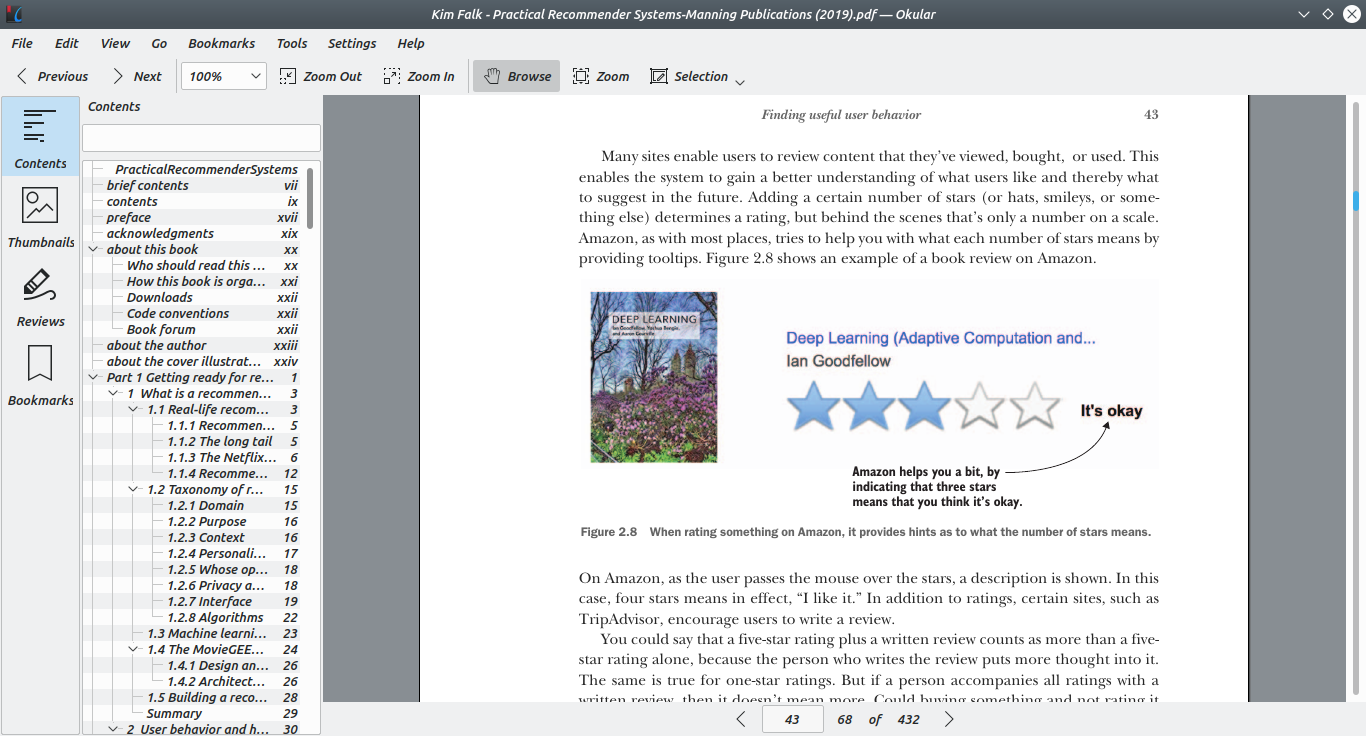 Kim Falk - Practical Recommender Systems-Manning Publications (2019).pdf — Okular
File Edit View Go Bookmarks Tools Settings Help
Previous Next 100% Zoom Out Zoom In Browse Zoom Selection
Contents
Thumbnails
Reviews
Bookmarks
Contents
PracticalRecommenderSystems
brief contents vii
contents ix
preface xvii
acknowledgments xix
about this book xx
Who should read this ... xx
How this book is orga... xxi
Downloads xxii
Code conventions xxii
Book forum xxii
about the author xxiii
about the cover illustrat... xxiv
Part 1 Getting ready for re... 1
1 What is a recommen... 3
1.1 Real-life recom... 3
1.1.1 Recommen... 5
1.1.2 The long tail 5
1.1.3 The Netflix... 6
1.1.4 Recomme... 12
1.2 Taxonomy of r... 15
1.2.1 Domain 15
1.2.2 Purpose 16
1.2.3 Context 16
1.2.4 Personali... 17
1.2.5 Whose op... 18
1.2.6 Privacy a... 18
1.2.7 Interface 19
1.2.8 Algorithms 22
1.3 Machine learni... 23
1.4 The MovieGEE... 24
1.4.1 Design an... 26
1.4.2 Architect... 26
1.5 Building a reco... 28
Summary 29
2 User behavior and h... 30
Finding useful user behavior 43
Many sites enable users to review content that they've viewed, bought, or used. This
enables the system to gain a better understanding of what users like and thereby what
to suggest in the future. Adding a certain number of stars (or hats, smileys, or some-
thing else) determines a rating, but behind the scenes that's only a number on a scale.
Amazon, as with most places, tries to help you with what each number of stars means by
providing tooltips. Figure 2.8 shows an example of a book review on Amazon.
DEEP LEARNING
Ian Goodfellow, Yoshua Bengio,
and Aaron Courville
Deep Learning (Adaptive Computation and...
Ian Goodfellow
It's okay
Amazon helps you a bit, by
indicating that three stars
means that you think it's okay.
Figure 2.8 When rating something on Amazon, it provides hints as to what the number of stars means.
On Amazon, as the user passes the mouse over the stars, a description is shown. In this
case, four stars means in effect, “I like it.” In addition to ratings, certain sites, such as
TripAdvisor, encourage users to write a review.
You could say that a five-star rating plus a written review counts as more than a five-
star rating alone, because the person who writes the review puts more thought into it.
The same is true for one-star ratings. But if a person accompanies all ratings with a
written review, then it doesn't mean more. Could buying something and not rating it
43 68 of 432